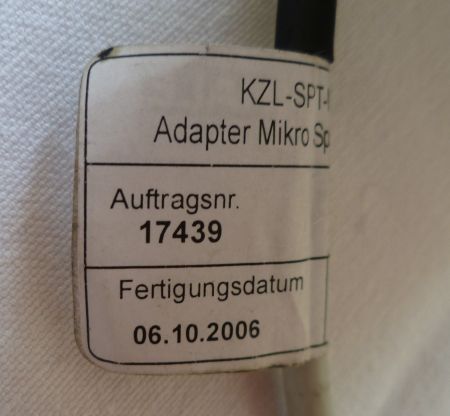 KZL-SPT-
Adapter Mikro Sp
Auftragsnr.
17439
Fertigungsdatum
06.10.2006